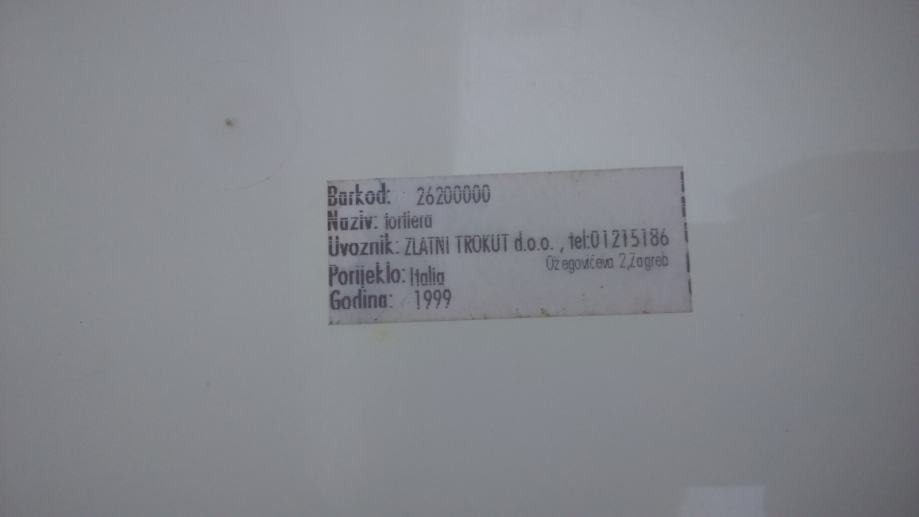 Barkod: 26200000
Naziv: tortiera
Uvoznik: ZLATNI TROKUT d.o.o. , tel:01215186
Ožegovićeva 2,Zagreb
Porijeklo: Italia
Godina: 1999